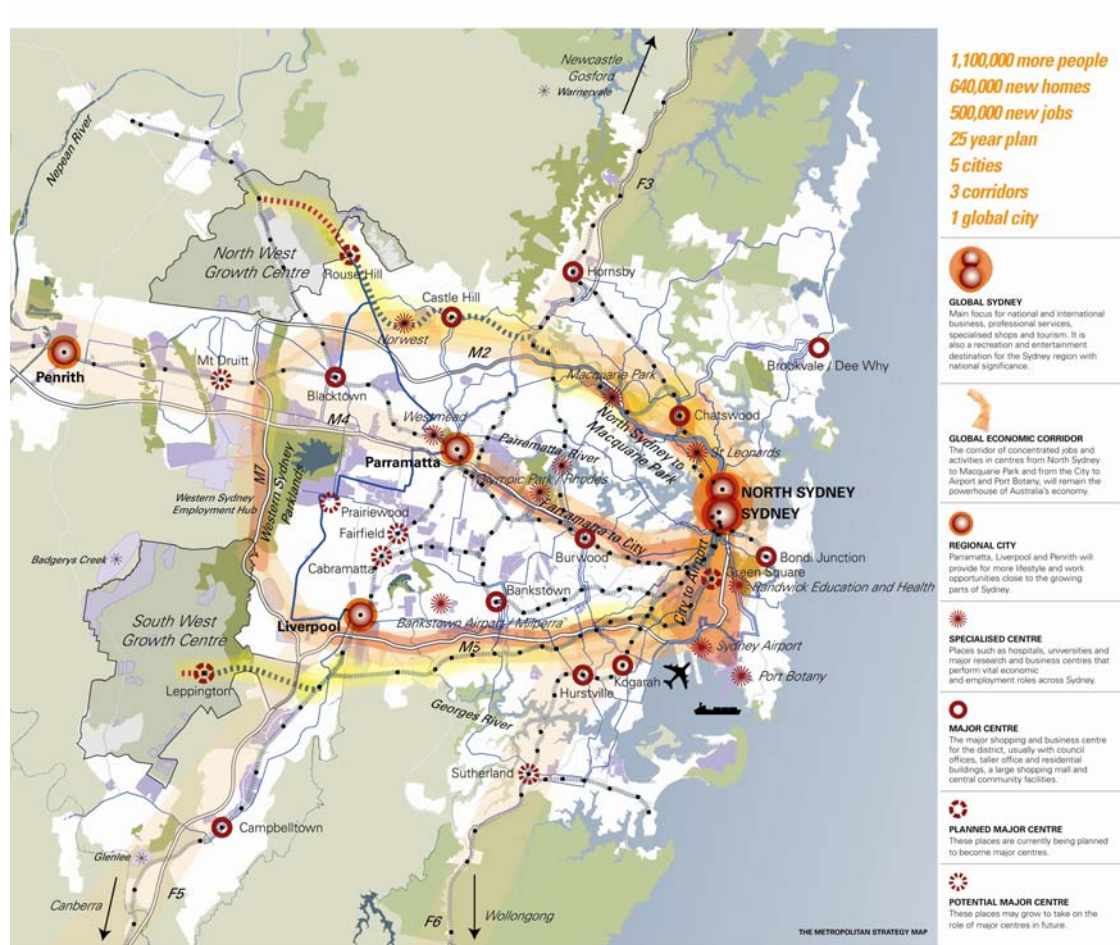 Newcastle
Gosford
Warnervale
Nepean River
F3
North West
Growth Centre
Rouse Hill
Hornsby
Castle Hill
Norwest
M2
Penrith
Mt Druitt
Blacktown
Macquarie Park
Brookvale / Dee Why
Chatswood
M4
Westmead
Parramatta
Parramatta River
North Sydney to
Macquarie Park
St Leonards
M7
Western Sydney
Parklands
Olympic Park / Rhodes
NORTH SYDNEY
SYDNEY
Western Sydney
Employment Hub
Prairiewood
Parramatta to City
Fairfield
Burwood
Badgerys Creek
Cabramatta
Bondi Junction
Green Square
Randwick Education and Health
City to Airport
Bankstown
South West
Growth Centre
Liverpool
Bankstown Airport / Milperra
M5
Sydney Airport
Leppington
Hurstville
Kogarah
Port Botany
Georges River
Sutherland
Campbelltown
Glenlee
Canberra
F5
F6
Wollongong
THE METROPOLITAN STRATEGY MAP
1,100,000 more people
640,000 new homes
500,000 new jobs
25 year plan
5 cities
3 corridors
1 global city
GLOBAL SYDNEY
Main focus for national and international
business, professional services,
specialised shops and tourism. It is
also a recreation and entertainment
destination for the Sydney region with
national significance.
GLOBAL ECONOMIC CORRIDOR
The corridor of concentrated jobs and
activities in centres from North Sydney
to Macquarie Park and from the City to
Airport and Port Botany, will remain the
powerhouse of Australia's economy.
REGIONAL CITY
Parramatta, Liverpool and Penrith will
provide for more lifestyle and work
opportunities close to the growing
parts of Sydney.
SPECIALISED CENTRE
Places such as hospitals, universities and
major research and business centres that
perform vital economic
and employment roles across Sydney.
MAJOR CENTRE
The major shopping and business centre
for the district, usually with council
offices, taller office and residential
buildings, a large shopping mall and
central community facilities.
PLANNED MAJOR CENTRE
These places are currently being planned
to become major centres.
POTENTIAL MAJOR CENTRE
These places may grow to take on the
role of major centres in future.